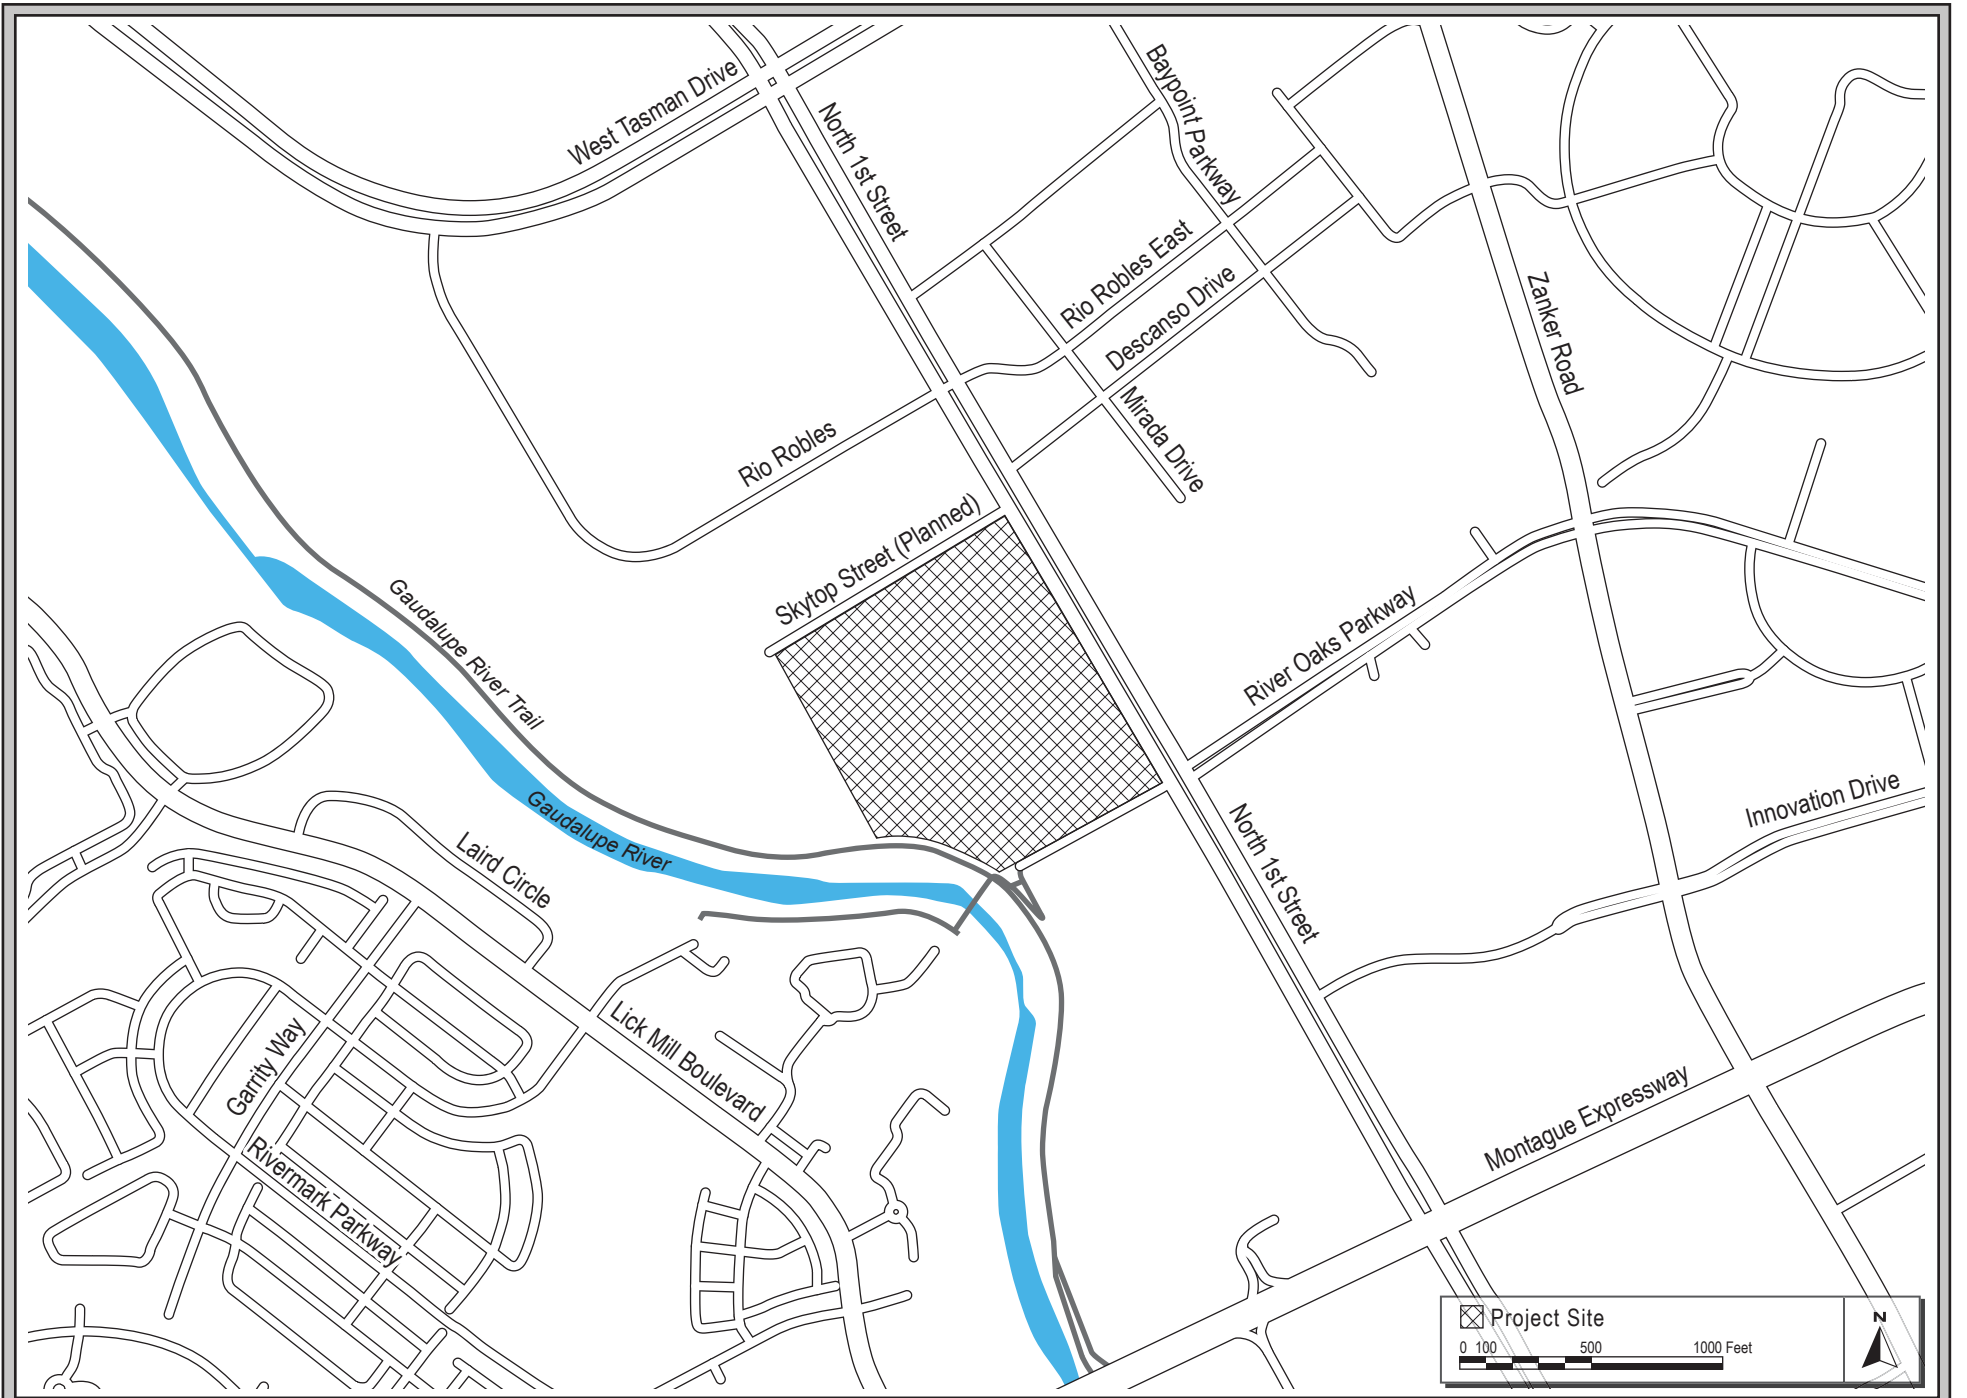 West Tasman Drive
North 1st Street
Baypoint Parkway
Rio Robles East
Descanso Drive
Mirada Drive
Zanker Road
Rio Robles
Skytop Street (Planned)
Gaudalupe River Trail
River Oaks Parkway
Gaudalupe River
Innovation Drive
North 1st Street
Laird Circle
Lick Mill Boulevard
Garrity Way
Rivermark Parkway
Montague Expressway
Project Site
0 100 500 1000 Feet
N